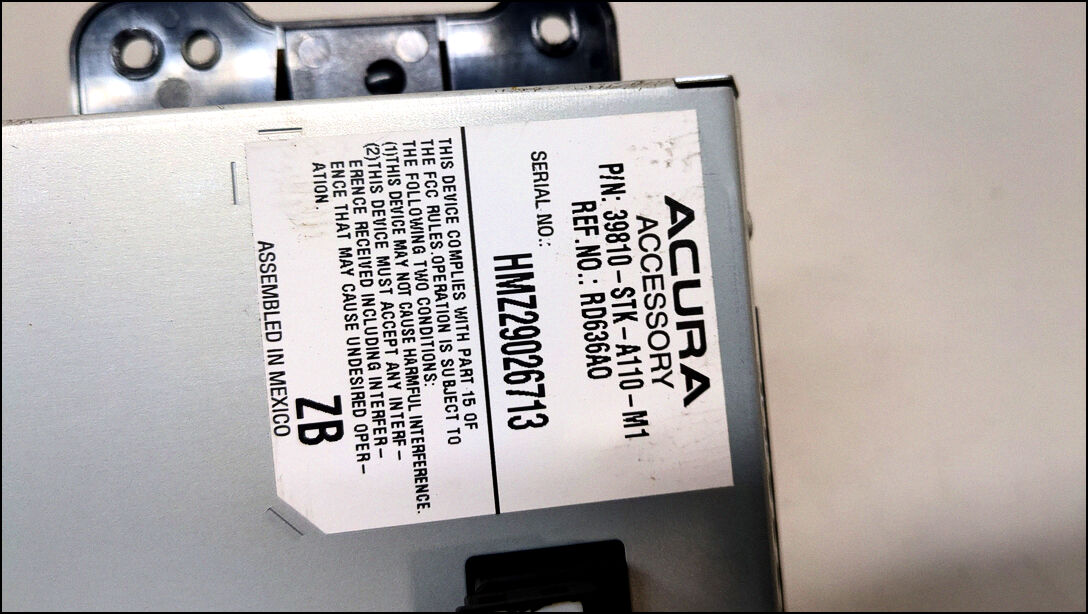 ACURA
ACCESSORY
P/N: 39810-STK-A110-M1
REF.NO.: RD636A0
SERIAL NO.:
HMZ29026713
THIS DEVICE COMPLIES WITH PART 15 OF
THE FCC RULES.OPERATION IS SUBJECT TO
THE FOLLOWING TWO CONDITIONS:
(1)THIS DEVICE MAY NOT CAUSE HARMFUL INTERFERENCE.
(2)THIS DEVICE MUST ACCEPT ANY INTERF-
ERENCE RECEIVED INCLUDING INTERFER-
ENCE THAT MAY CAUSE UNDESIRED OPER-
ATION.
ZB
ASSEMBLED IN MEXICO